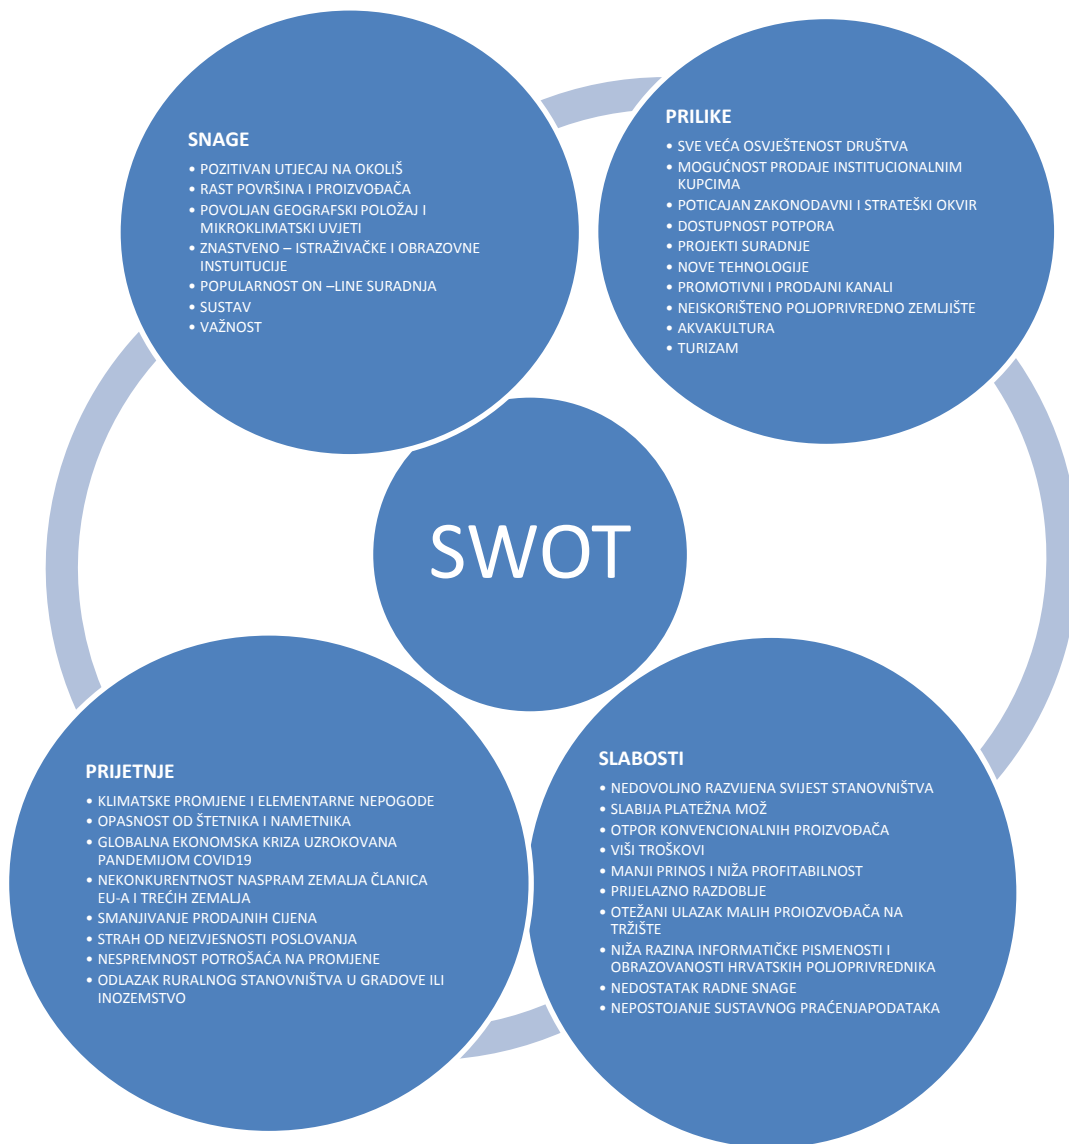 SNAGE
• POZITIVAN UTJECAJ NA OKOLIŠ
• RAST POVRŠINA I PROIZVOĐAČA
• POVOLJAN GEOGRAFSKI POLOŽAJ I
MIKROKLIMATSKI UVJETI
• ZNASTVENO – ISTRAŽIVAČKE I OBRAZOVNE
INSTUITUCIJE
• POPULARNOST ON –LINE SURADNJA
• SUSTAV
• VAŽNOST
PRILIKE
• SVE VEĆA OSVJEŠTENOST DRUŠTVA
• MOGUĆNOST PRODAJE INSTITUCIONALNIM
KUPCIMA
• POTICAJAN ZAKONODAVNI I STRATEŠKI OKVIR
• DOSTUPNOST POTPORA
• PROJEKTI SURADNJE
• NOVE TEHNOLOGIJE
• PROMOTIVNI I PRODAJNI KANALI
• NEISKORIŠTENO POLJOPRIVREDNO ZEMLJIŠTE
• AKVAKULTURA
• TURIZAM
SWOT
PRIJETNJE
• KLIMATSKE PROMJENE I ELEMENTARNE NEPOGODE
• OPASNOST OD ŠTETNIKA I NAMETNIKA
• GLOBALNA EKONOMSKA KRIZA UZROKOVANA
PANDEMIJOM COVID19
• NEKONKURENTNOST NASPRAM ZEMALJA ČLANICA
EU-A I TREĆIH ZEMALJA
• SMANJIVANJE PRODAJNIH CIJENA
• STRAH OD NEIZVJESNOSTI POSLOVANJA
• NESPREMNOST POTROŠAĆA NA PROMJENE
• ODLAZAK RURALNOG STANOVNIŠTVA U GRADOVE ILI
INOZEMSTVO
SLABOSTI
• NEDOVOLJNO RAZVIJENA SVIJEST STANOVNIŠTVA
• SLABIJA PLATEŽNA MOŽ
• OTPOR KONVENCIONALNIH PROIZVOĐAČA
• VIŠI TROŠKOVI
• MANJI PRINOS I NIŽA PROFITABILNOST
• PRIJELAZNO RAZDOBLJE
• OTEŽANI ULAZAK MALIH PROIOZVOĐAČA NA
TRŽIŠTE
• NIŽA RAZINA INFORMATIČKE PISMENOSTI I
OBRAZOVANOSTI HRVATSKIH POLJOPRIVREDNIKA
• NEDOSTATAK RADNE SNAGE
• NEPOSTOJANJE SUSTAVNOG PRAĆENJAPODATAKA